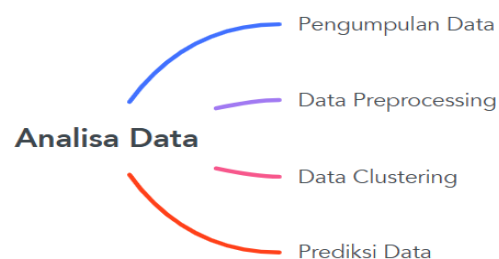 Analisa Data
Pengumpulan Data
Data Preprocessing
Data Clustering
Prediksi Data